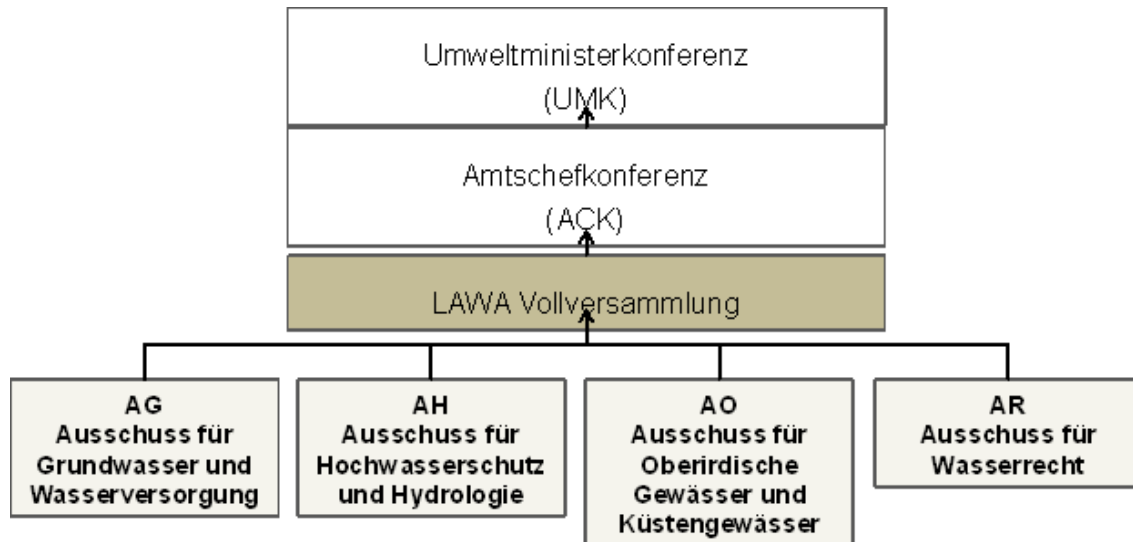 Umweltministerkonferenz
(UMK)
Amtschefkonferenz
(ACK)
LAWA Vollversammlung
AG
Ausschuss für
Grundwasser und
Wasserversorgung
AH
Ausschuss für
Hochwasserschutz
und Hydrologie
AO
Ausschuss für
Oberirdische
Gewässer und
Küstengewässer
AR
Ausschuss für
Wasserrecht